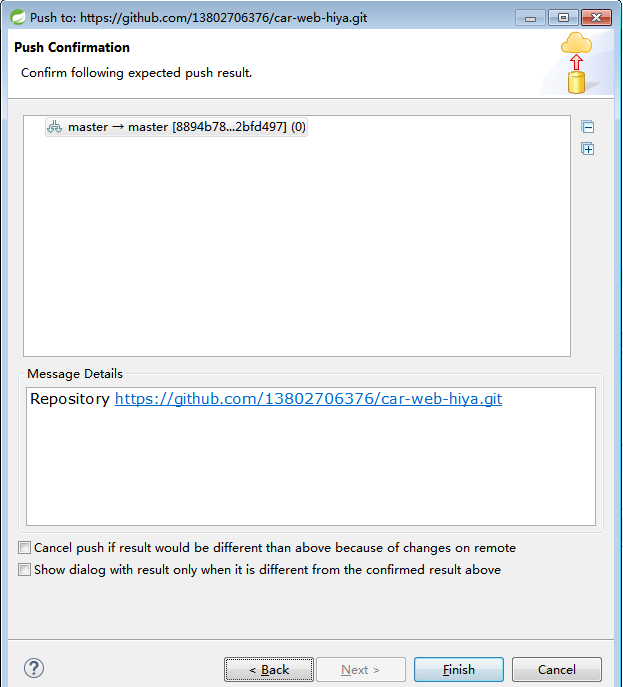 Push to: https://github.com/13802706376/car-web-hiya.git
Push Confirmation
Confirm following expected push result.
master → master [8894b78...2bfd497] (0)
Message Details
Repository https://github.com/13802706376/car-web-hiya.git
Cancel push if result would be different than above because of changes on remote
Show dialog with result only when it is different from the confirmed result above
< Back Next > Finish Cancel